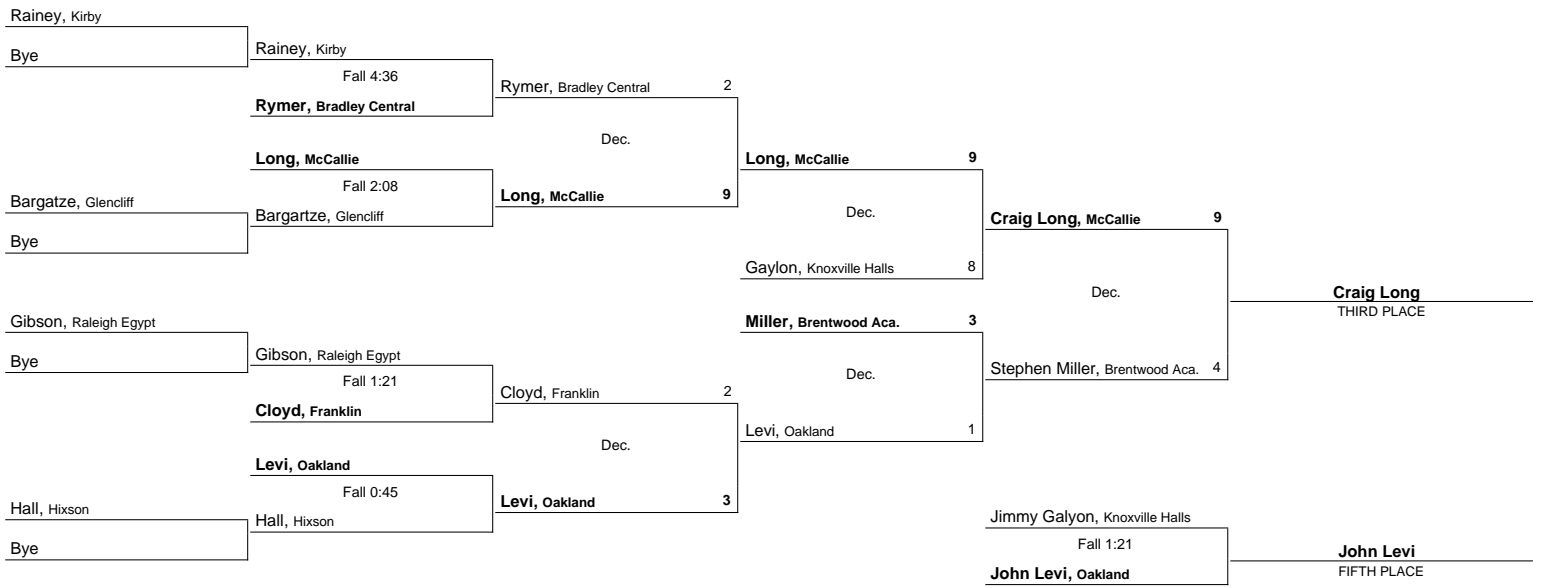 Rainey, Kirby
Bye
Rainey, Kirby
Fall 4:36
Rymer, Bradley Central
Rymer, Bradley Central 2
Dec.
Long, McCallie
Fall 2:08
Bargatze, Glencliff
Bargartze, Glencliff
Bye
Long, McCallie 9
Long, McCallie 9
Dec.
Gaylon, Knoxville Halls 8
Craig Long, McCallie 9
Dec.
Craig Long
THIRD PLACE
Gibson, Raleigh Egypt
Bye
Gibson, Raleigh Egypt
Fall 1:21
Cloyd, Franklin
Cloyd, Franklin 2
Dec.
Miller, Brentwood Aca. 3
Dec.
Levi, Oakland 1
Stephen Miller, Brentwood Aca. 4
Levi, Oakland
Fall 0:45
Hall, Hixson
Hall, Hixson
Bye
Levi, Oakland 3
Jimmy Galyon, Knoxville Halls
Fall 1:21
John Levi, Oakland
John Levi
FIFTH PLACE